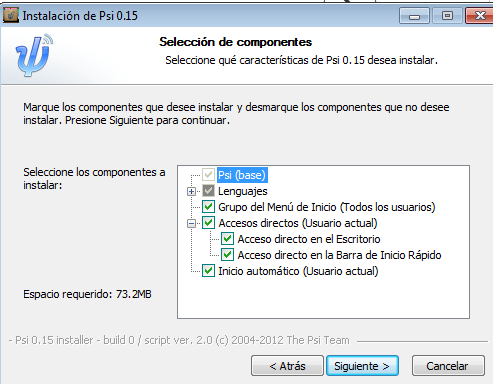 Instalación de Psi 0.15
Selección de componentes
Seleccione qué características de Psi 0.15 desea instalar.
Marque los componentes que desee instalar y desmarque los componentes que no desee
instalar. Presione Siguiente para continuar.
Seleccione los componentes a
instalar:
Psi (base)
Lenguajes
Grupo del Menú de Inicio (Todos los usuarios)
Accesos directos (Usuario actual)
Acceso directo en el Escritorio
Acceso directo en la Barra de Inicio Rápido
Inicio automático (Usuario actual)
Espacio requerido: 73.2MB
- Psi 0.15 installer - build 0 / script ver. 2.0 (c) 2004-2012 The Psi Team
< Atrás
Siguiente >
Cancelar